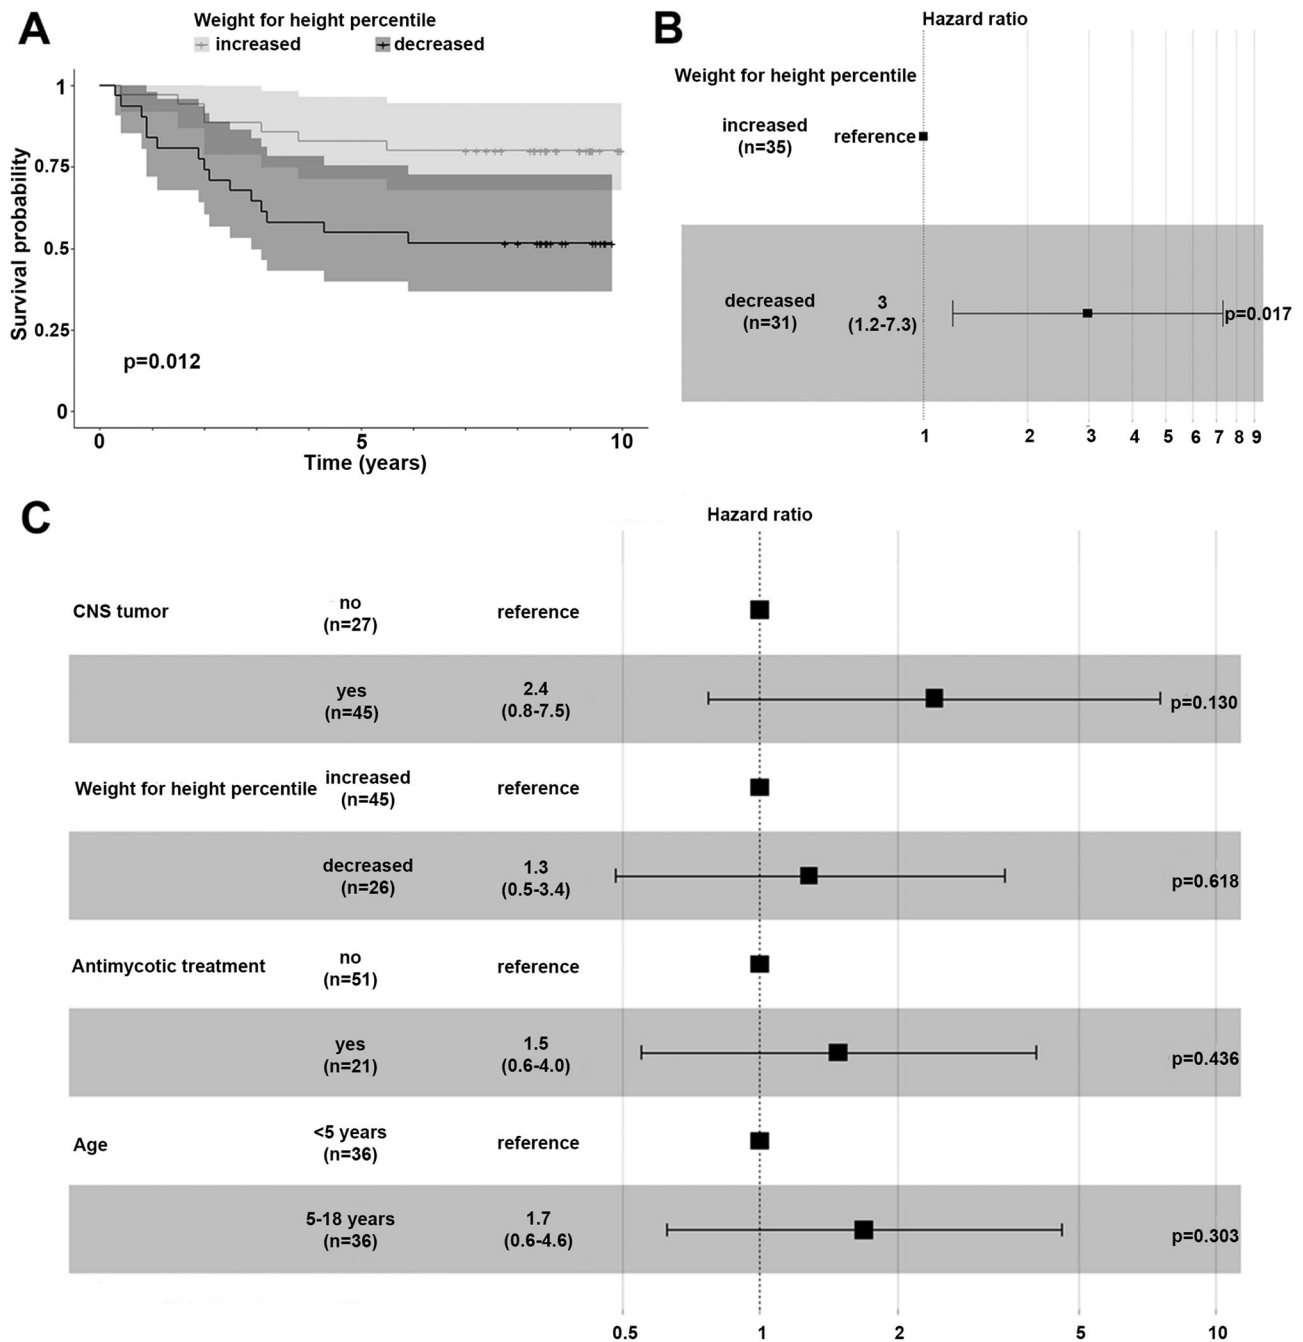 A
Weight for height percentile
increased decreased
Survival probability
1
0.75
0.5
0.25
0
p=0.012
0 5 10
Time (years)
B
Hazard ratio
Weight for height percentile
increased
(n=35)
reference
decreased
(n=31)
3
(1.2-7.3)
p=0.017
1 2 3 4 5 6 7 8 9
C
Hazard ratio
CNS tumor
no
(n=27)
reference
yes
(n=45)
2.4
(0.8-7.5)
p=0.130
Weight for height percentile
increased
(n=45)
reference
decreased
(n=26)
1.3
(0.5-3.4)
p=0.618
Antimycotic treatment
no
(n=51)
reference
yes
(n=21)
1.5
(0.6-4.0)
p=0.436
Age
<5 years
(n=36)
reference
5-18 years
(n=36)
1.7
(0.6-4.6)
p=0.303
0.5 1 2 5 10